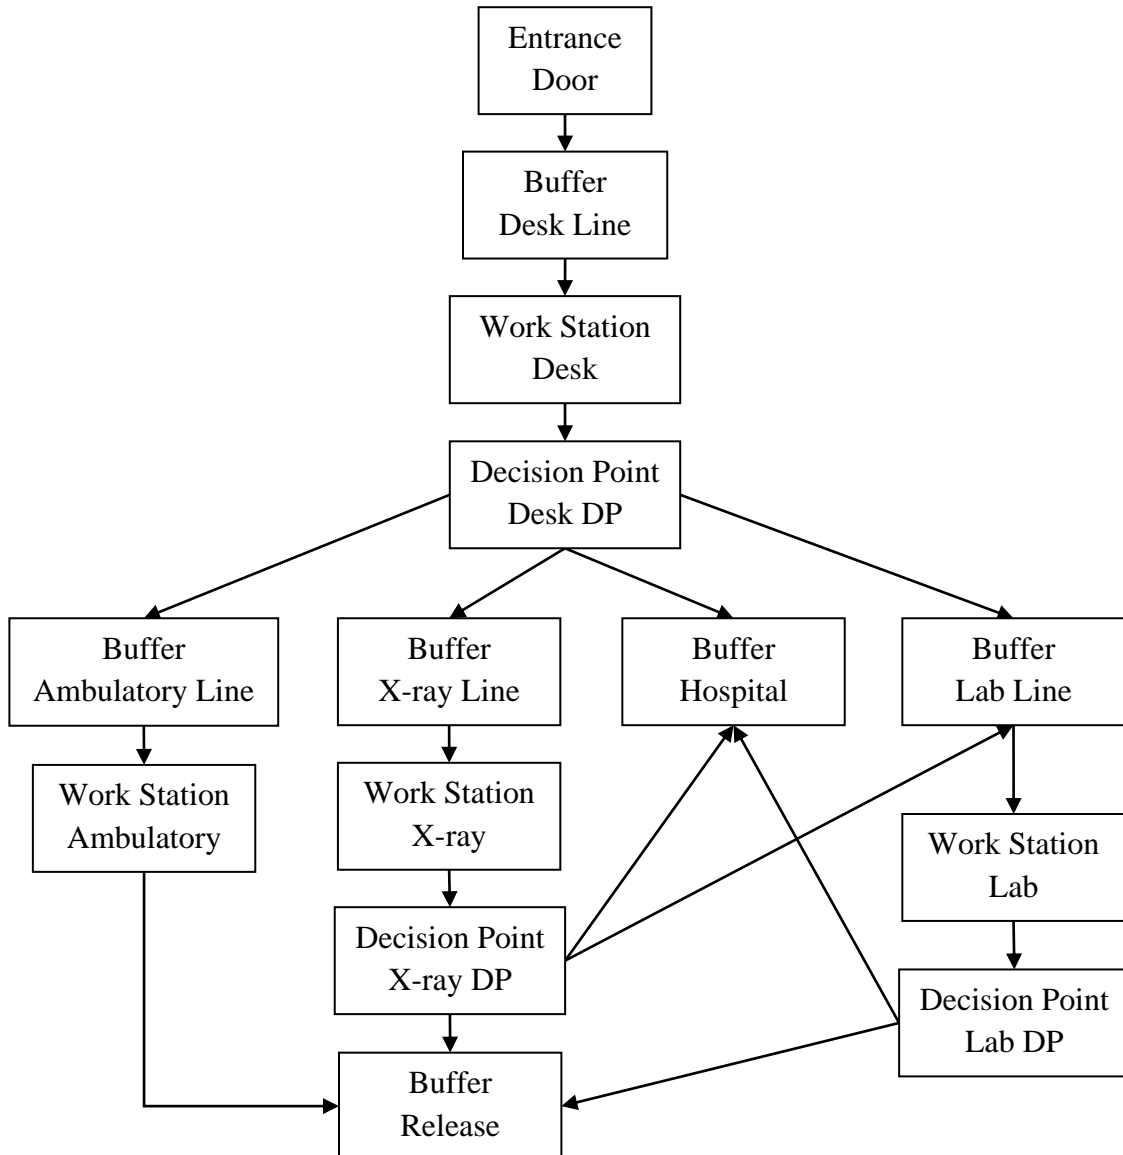 Entrance
Door
Buffer
Desk Line
Work Station
Desk
Decision Point
Desk DP
Buffer
Ambulatory Line
Buffer
X-ray Line
Buffer
Hospital
Buffer
Lab Line
Work Station
Ambulatory
Work Station
X-ray
Work Station
Lab
Decision Point
X-ray DP
Decision Point
Lab DP
Buffer
Release